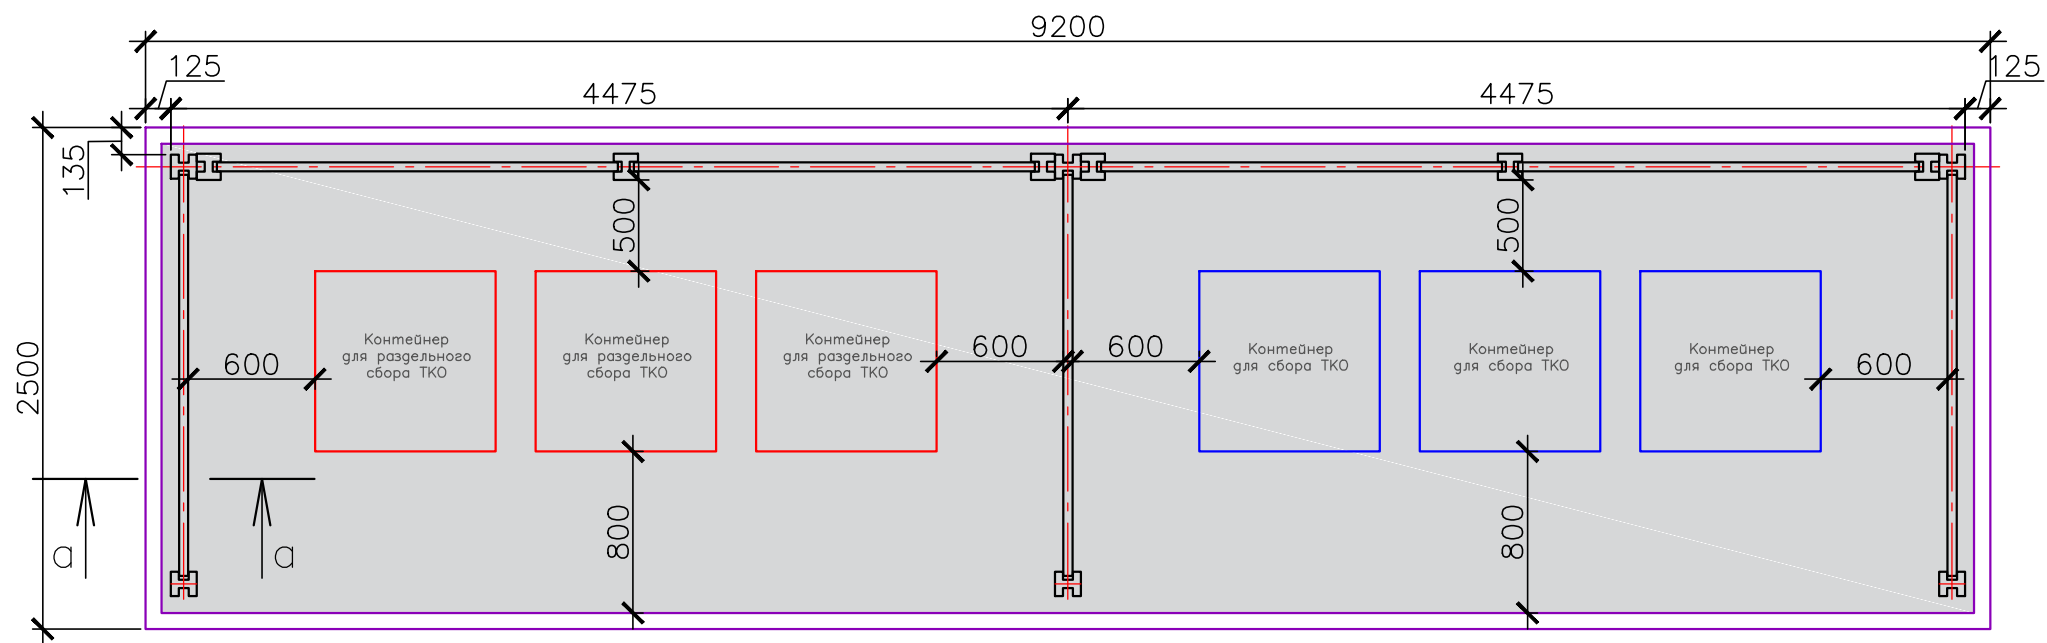 9200
125
4475
4475
125
135
500
500
Контейнер
для раздельного
сбора ТКО
Контейнер
для раздельного
сбора ТКО
Контейнер
для раздельного
сбора ТКО
Контейнер
для сбора ТКО
Контейнер
для сбора ТКО
Контейнер
для сбора ТКО
600
600
600
600
2500
800
800
а
а